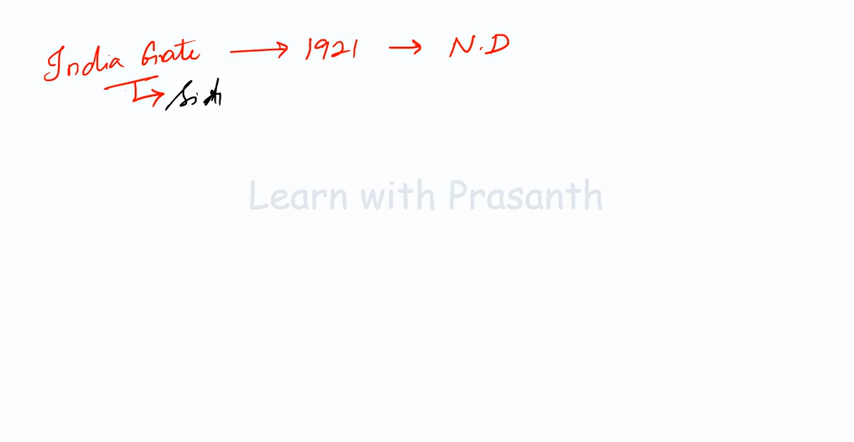 India Gate → 1921 → N.D
Learn with Prasanth